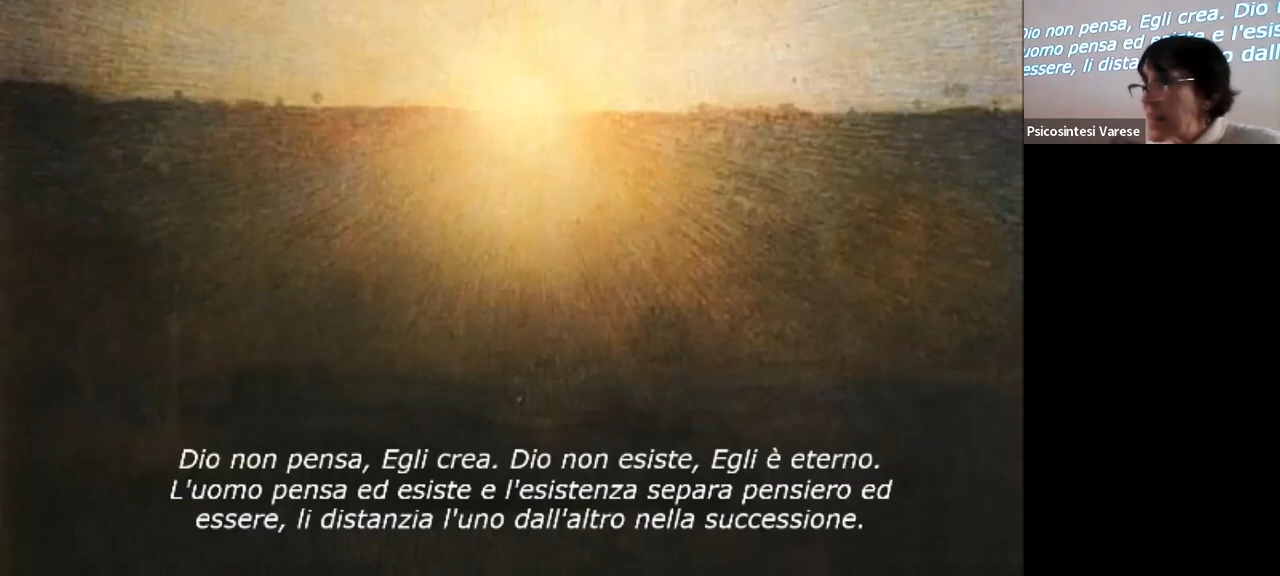 Dio non pensa, Egli crea. Dio non esiste, Egli è eterno.
L'uomo pensa ed esiste e l'esistenza separa pensiero ed
essere, li distanzia l'uno dall'altro nella successione.
Dio non pensa, Egli crea. Dio
uomo pensa ed esiste e l'esis
essere, li dista
dall
Psicosintesi Varese